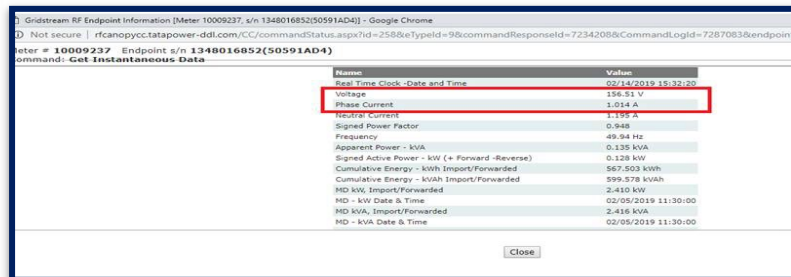 Gridstream RF Endpoint Information [Meter 10009237, s/n 1348016852(50591AD4)] - Google Chrome
Not secure | rfcanopycc.tatapower-ddl.com/CC/commandStatus.aspx?id=258&eTypeId=9&commandResponseId=7234208&CommandLogId=7287083&endpoin
Meter # 10009237 Endpoint s/n 1348016852(50591AD4)
Command: Get Instantaneous Data
Name Value
Real Time Clock -Date and Time 02/14/2019 15:32:20
Voltage 156.51 V
Phase Current 1.014 A
Neutral Current 1.195 A
Signed Power Factor 0.948
Frequency 49.94 Hz
Apparent Power - kVA 0.135 kVA
Signed Active Power - kW (+ Forward -Reverse) 0.128 kW
Cumulative Energy - kWh Import/Forwarded 567.503 kWh
Cumulative Energy - kVAh Import/Forwarded 599.578 kVAh
MD kW, Import/Forwarded 2.410 kW
MD - kW Date & Time 02/05/2019 11:30:00
MD kVA, Import/Forwarded 2.416 kVA
MD - kVA Date & Time 02/05/2019 11:30:00
Close